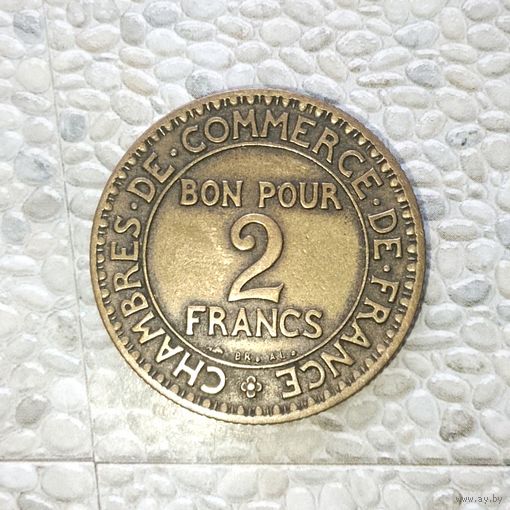 CHAMBRES·DE·COMMERCE·DE·FRANCE
BON POUR
2
FRANCS
www.ay.by